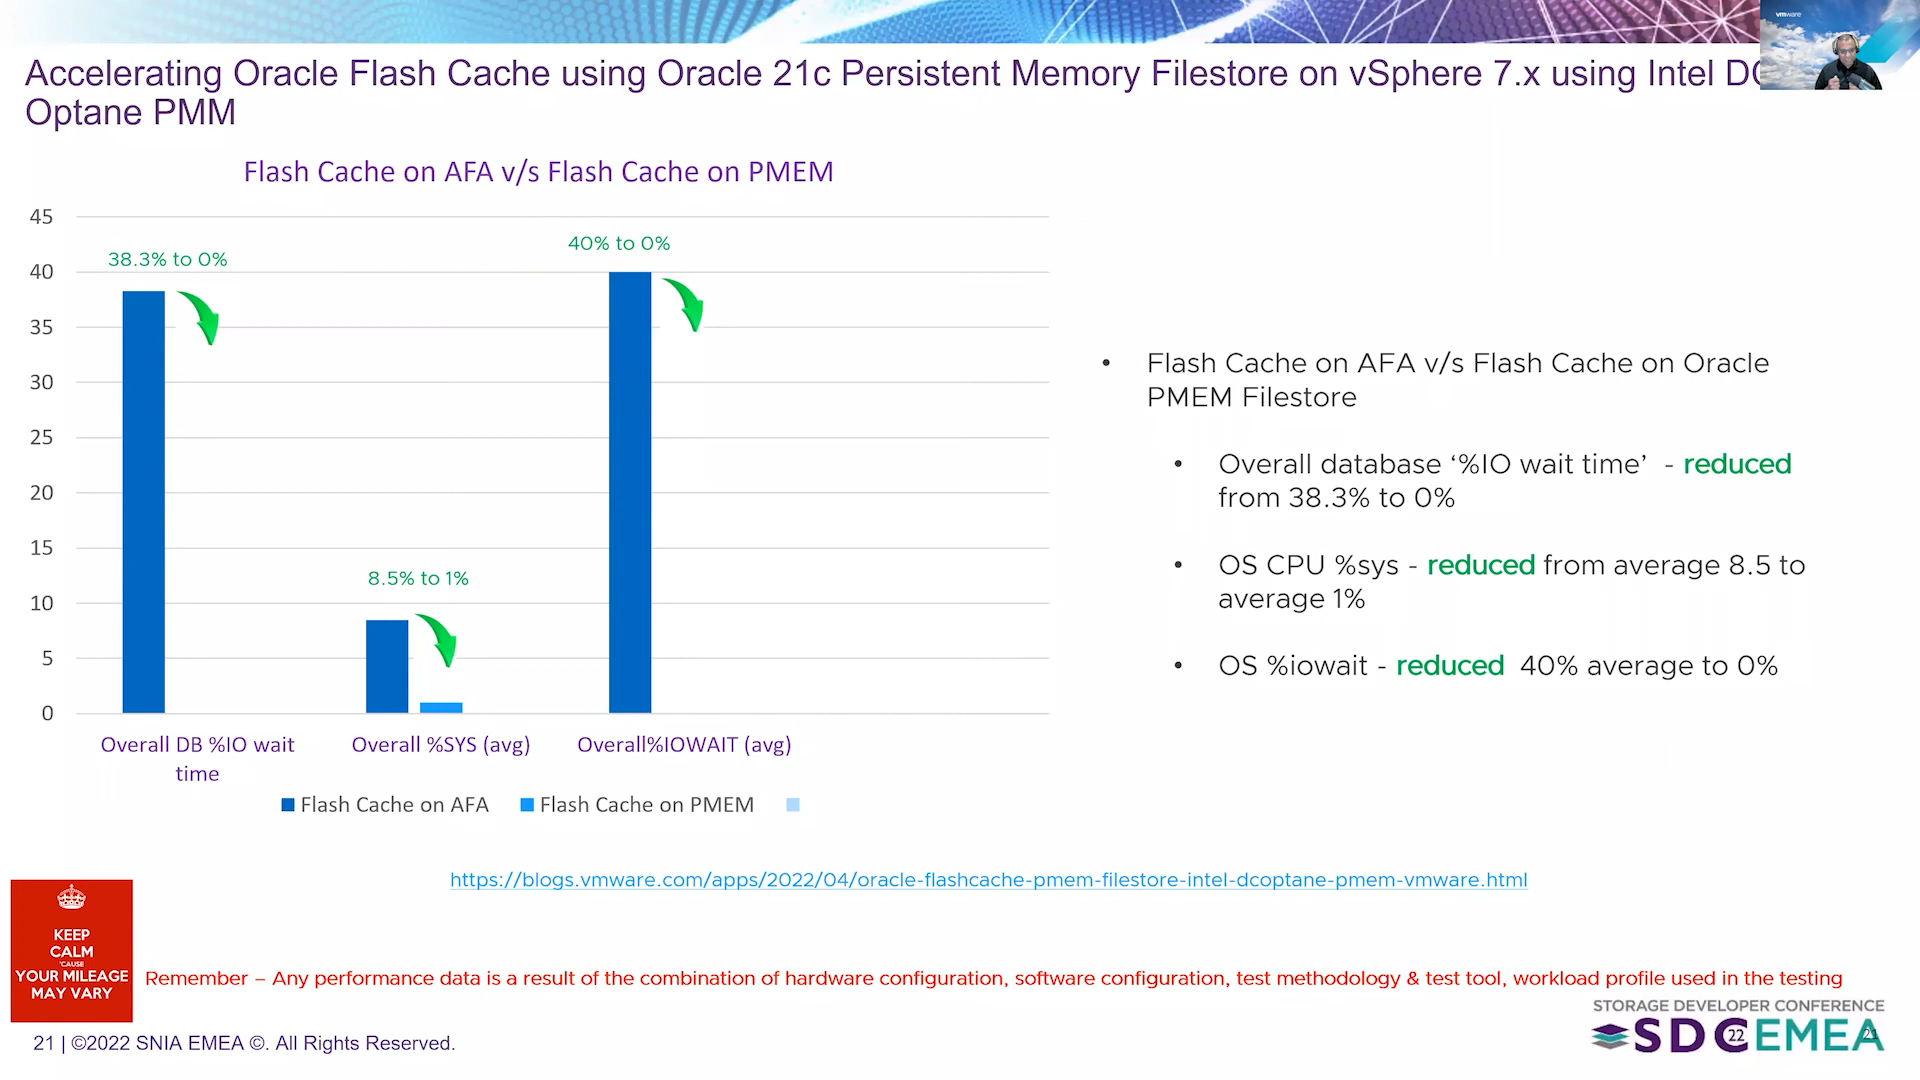 vmware
Accelerating Oracle Flash Cache using Oracle 21c Persistent Memory Filestore on vSphere 7.x using Intel DC
Optane PMM
Flash Cache on AFA v/s Flash Cache on PMEM
45
40
35
30
25
20
15
10
5
0
38.3% to 0%
8.5% to 1%
40% to 0%
Overall DB %IO wait
time
Overall %SYS (avg)
Overall%IOWAIT (avg)
Flash Cache on AFA
Flash Cache on PMEM
• Flash Cache on AFA v/s Flash Cache on Oracle
PMEM Filestore
• Overall database ‘%IO wait time’ - reduced
from 38.3% to 0%
• OS CPU %sys - reduced from average 8.5 to
average 1%
• OS %iowait - reduced 40% average to 0%
https://blogs.vmware.com/apps/2022/04/oracle-flashcache-pmem-filestore-intel-dcoptane-pmem-vmware.html
KEEP
CALM
'CAUSE
YOUR MILEAGE
MAY VARY
Remember – Any performance data is a result of the combination of hardware configuration, software configuration, test methodology & test tool, workload profile used in the testing
21 | ©2022 SNIA EMEA ©. All Rights Reserved.
STORAGE DEVELOPER CONFERENCE
SDC 22 EMEA
21